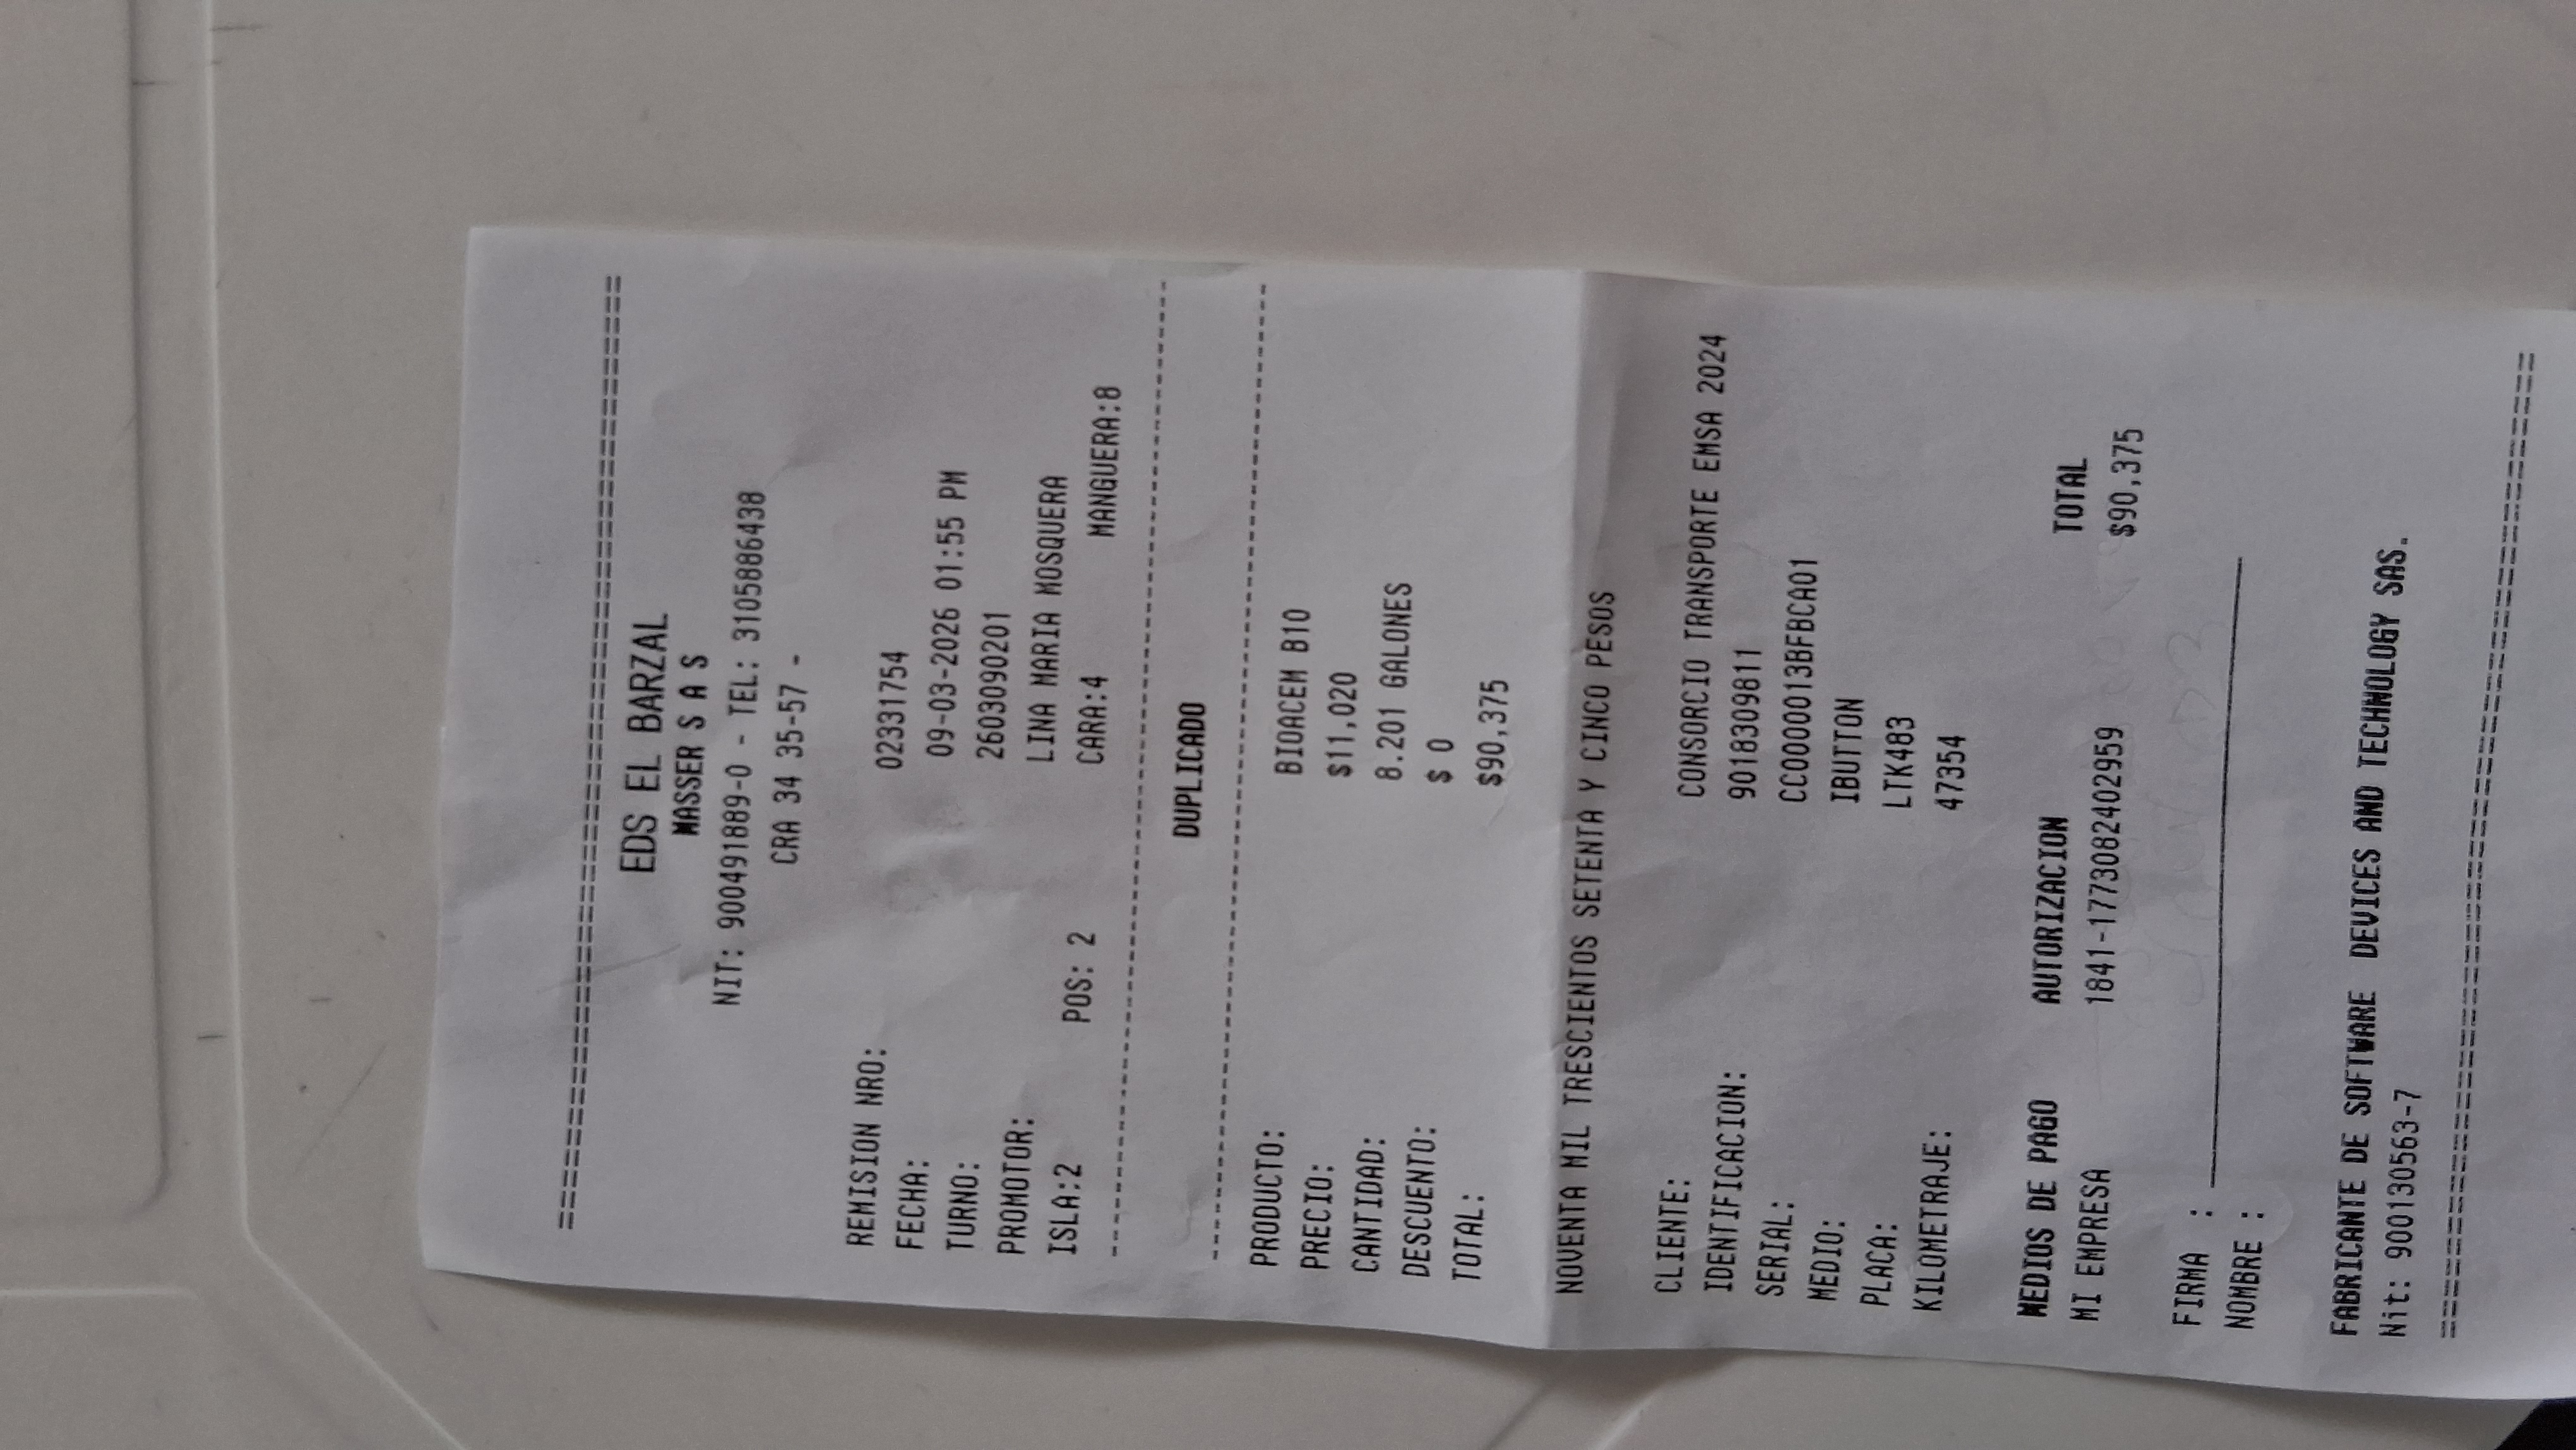 EDS EL BARZAL
MASSER S A S
NIT: 900491889-0 - TEL: 3105886438
CRA 34 35-57 -
REMISION NRO: 02331754
FECHA: 09-03-2026 01:55 PM
TURNO: 2603090201
PROMOTOR: LINA MARIA MOSQUERA
ISLA:2 POS: 2 CARA:4 MANGUERA:8
DUPLICADO
PRODUCTO: BIOACEM B10
PRECIO: $11,020
CANTIDAD: 8.201 GALONES
DESCUENTO: $ 0
TOTAL: $90,375
NOVENTA MIL TRESCIENTOS SETENTA Y CINCO PESOS
CLIENTE: CONSORCIO TRANSPORTE EMSA 2024
IDENTIFICACION: 9018309811
SERIAL: CC0000013BFBCA01
MEDIO: IBUTTON
PLACA: LTK483
KILOMETRAJE: 47354
MEDIOS DE PAGO AUTORIZACION TOTAL
MI EMPRESA 1841-1773082402959 $90,375
FIRMA :
NOMBRE :
FABRICANTE DE SOFTWARE DEVICES AND TECHNOLOGY SAS.
Nit: 900130563-7